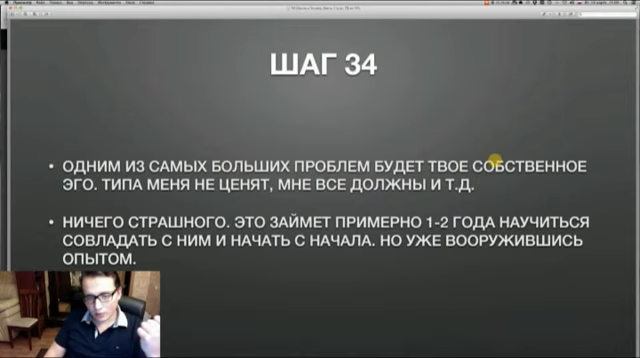 ШАГ 34
• ОДНИМ ИЗ САМЫХ БОЛЬШИХ ПРОБЛЕМ БУДЕТ ТВОЕ СОБСТВЕННОЕ
ЭГО. ТИПА МЕНЯ НЕ ЦЕНЯТ, МНЕ ВСЕ ДОЛЖНЫ И Т.Д.
• НИЧЕГО СТРАШНОГО. ЭТО ЗАЙМЕТ ПРИМЕРНО 1-2 ГОДА НАУЧИТЬСЯ
СОВЛАДАТЬ С НИМ И НАЧАТЬ С НАЧАЛА. НО УЖЕ ВООРУЖИВШИСЬ
ОПЫТОМ.